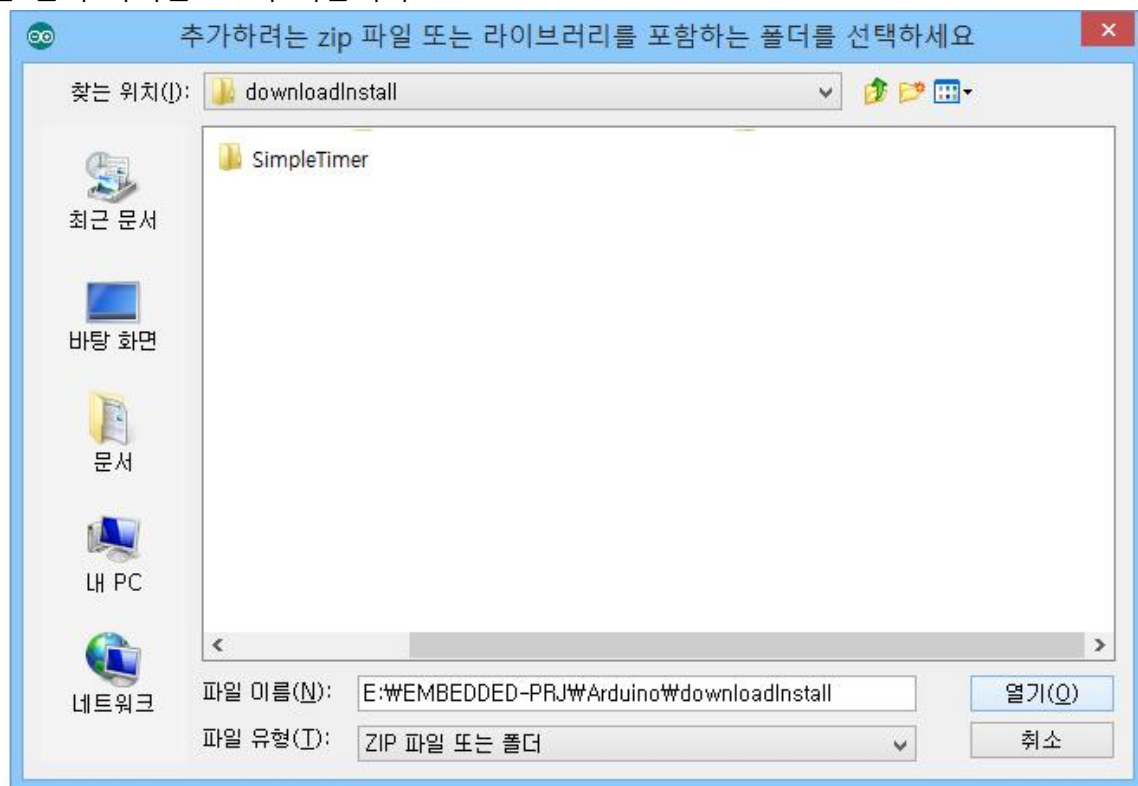 추가하려는 zip 파일 또는 라이브러리를 포함하는 폴더를 선택하세요
찾는 위치(I): downloadInstall
SimpleTimer
최근 문서
바탕 화면
문서
내 PC
네트워크
파일 이름(N): E:₩EMBEDDED-PRJ₩Arduino₩downloadInstall 열기(O)
파일 유형(T): ZIP 파일 또는 폴더 취소